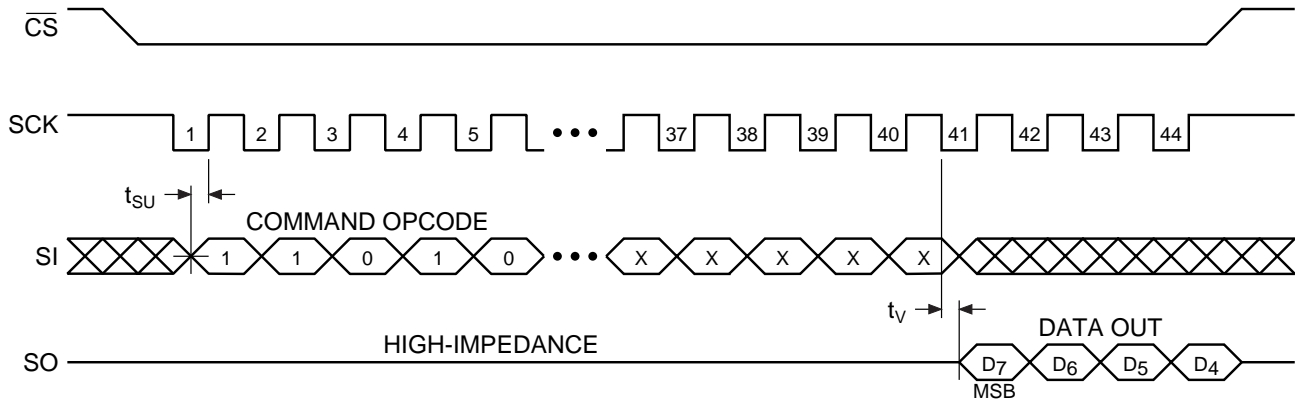 CS
SCK 1 2 3 4 5 ••• 37 38 39 40 41 42 43 44
tSU
COMMAND OPCODE
SI 1 1 0 1 0 ••• X X X X X
tV
DATA OUT
HIGH-IMPEDANCE
SO D7 D6 D5 D4
MSB